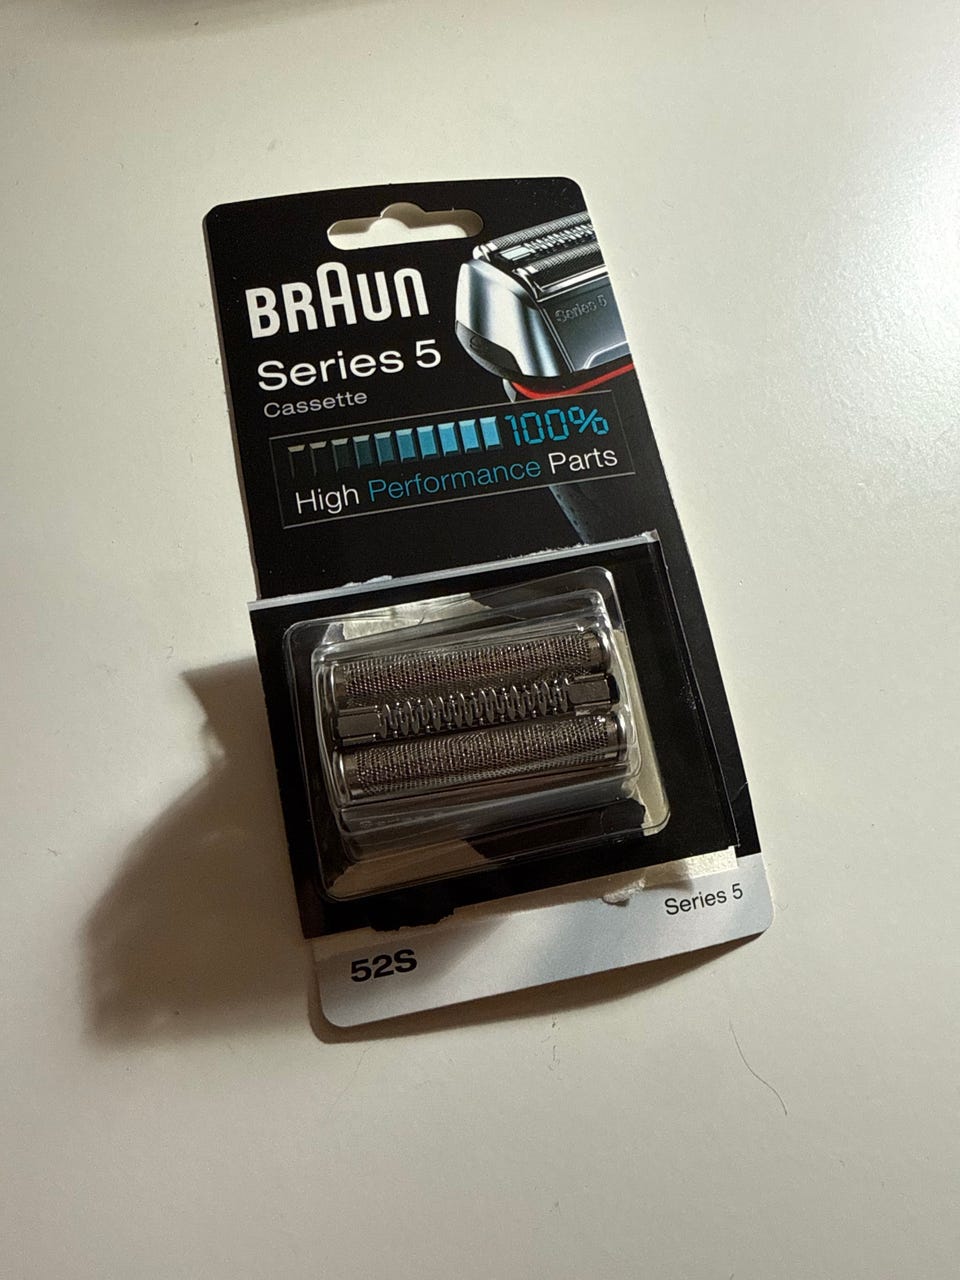 BRAUN
Series 5
Series 5
Cassette
100%
High Performance Parts
Series 5
52S